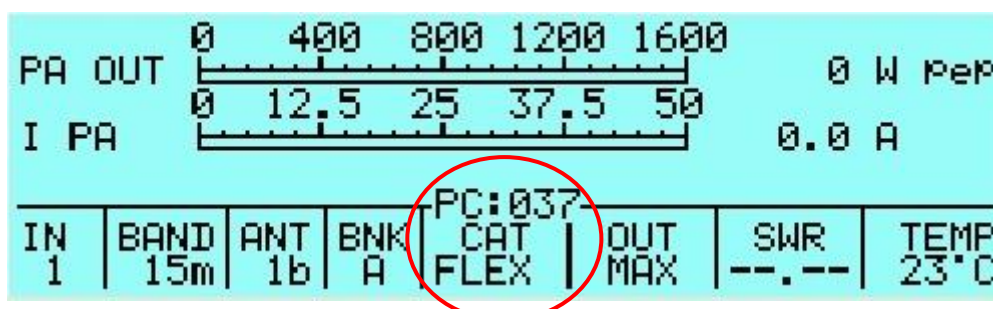 0 400 800 1200 1600
PA OUT 0 W pep
0 12.5 25 37.5 50
I PA 0.0 A
PC:037
IN BAND ANT BNK CAT OUT SWR TEMP
1 15m 1b A FLEX MAX --.-- 23°C